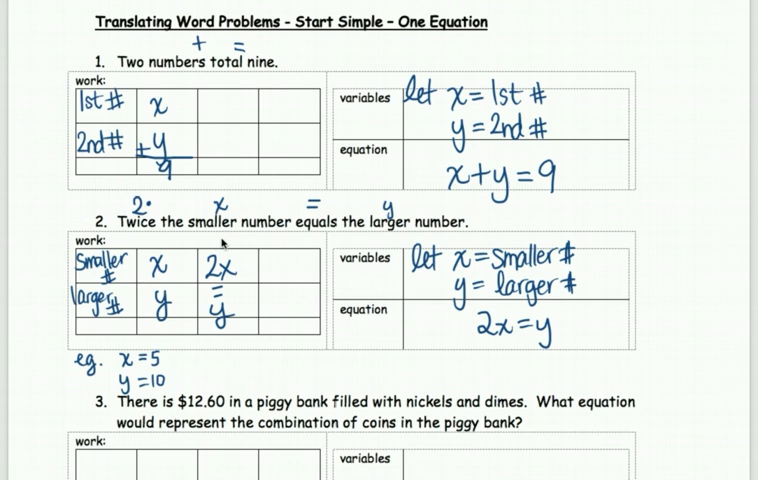 Translating Word Problems - Start Simple - One Equation
+ =
1. Two numbers total nine.
work:
1st # x
2nd # + y
9
variables let x = 1st #
y = 2nd #
equation
x + y = 9
2· x = y
2. Twice the smaller number equals the larger number.
work:
Smaller # x 2x
=
larger # y y
variables let x = smaller #
y = larger #
equation 2x = y
eg. x = 5
y = 10
3. There is $12.60 in a piggy bank filled with nickels and dimes. What equation
would represent the combination of coins in the piggy bank?
work:
variables